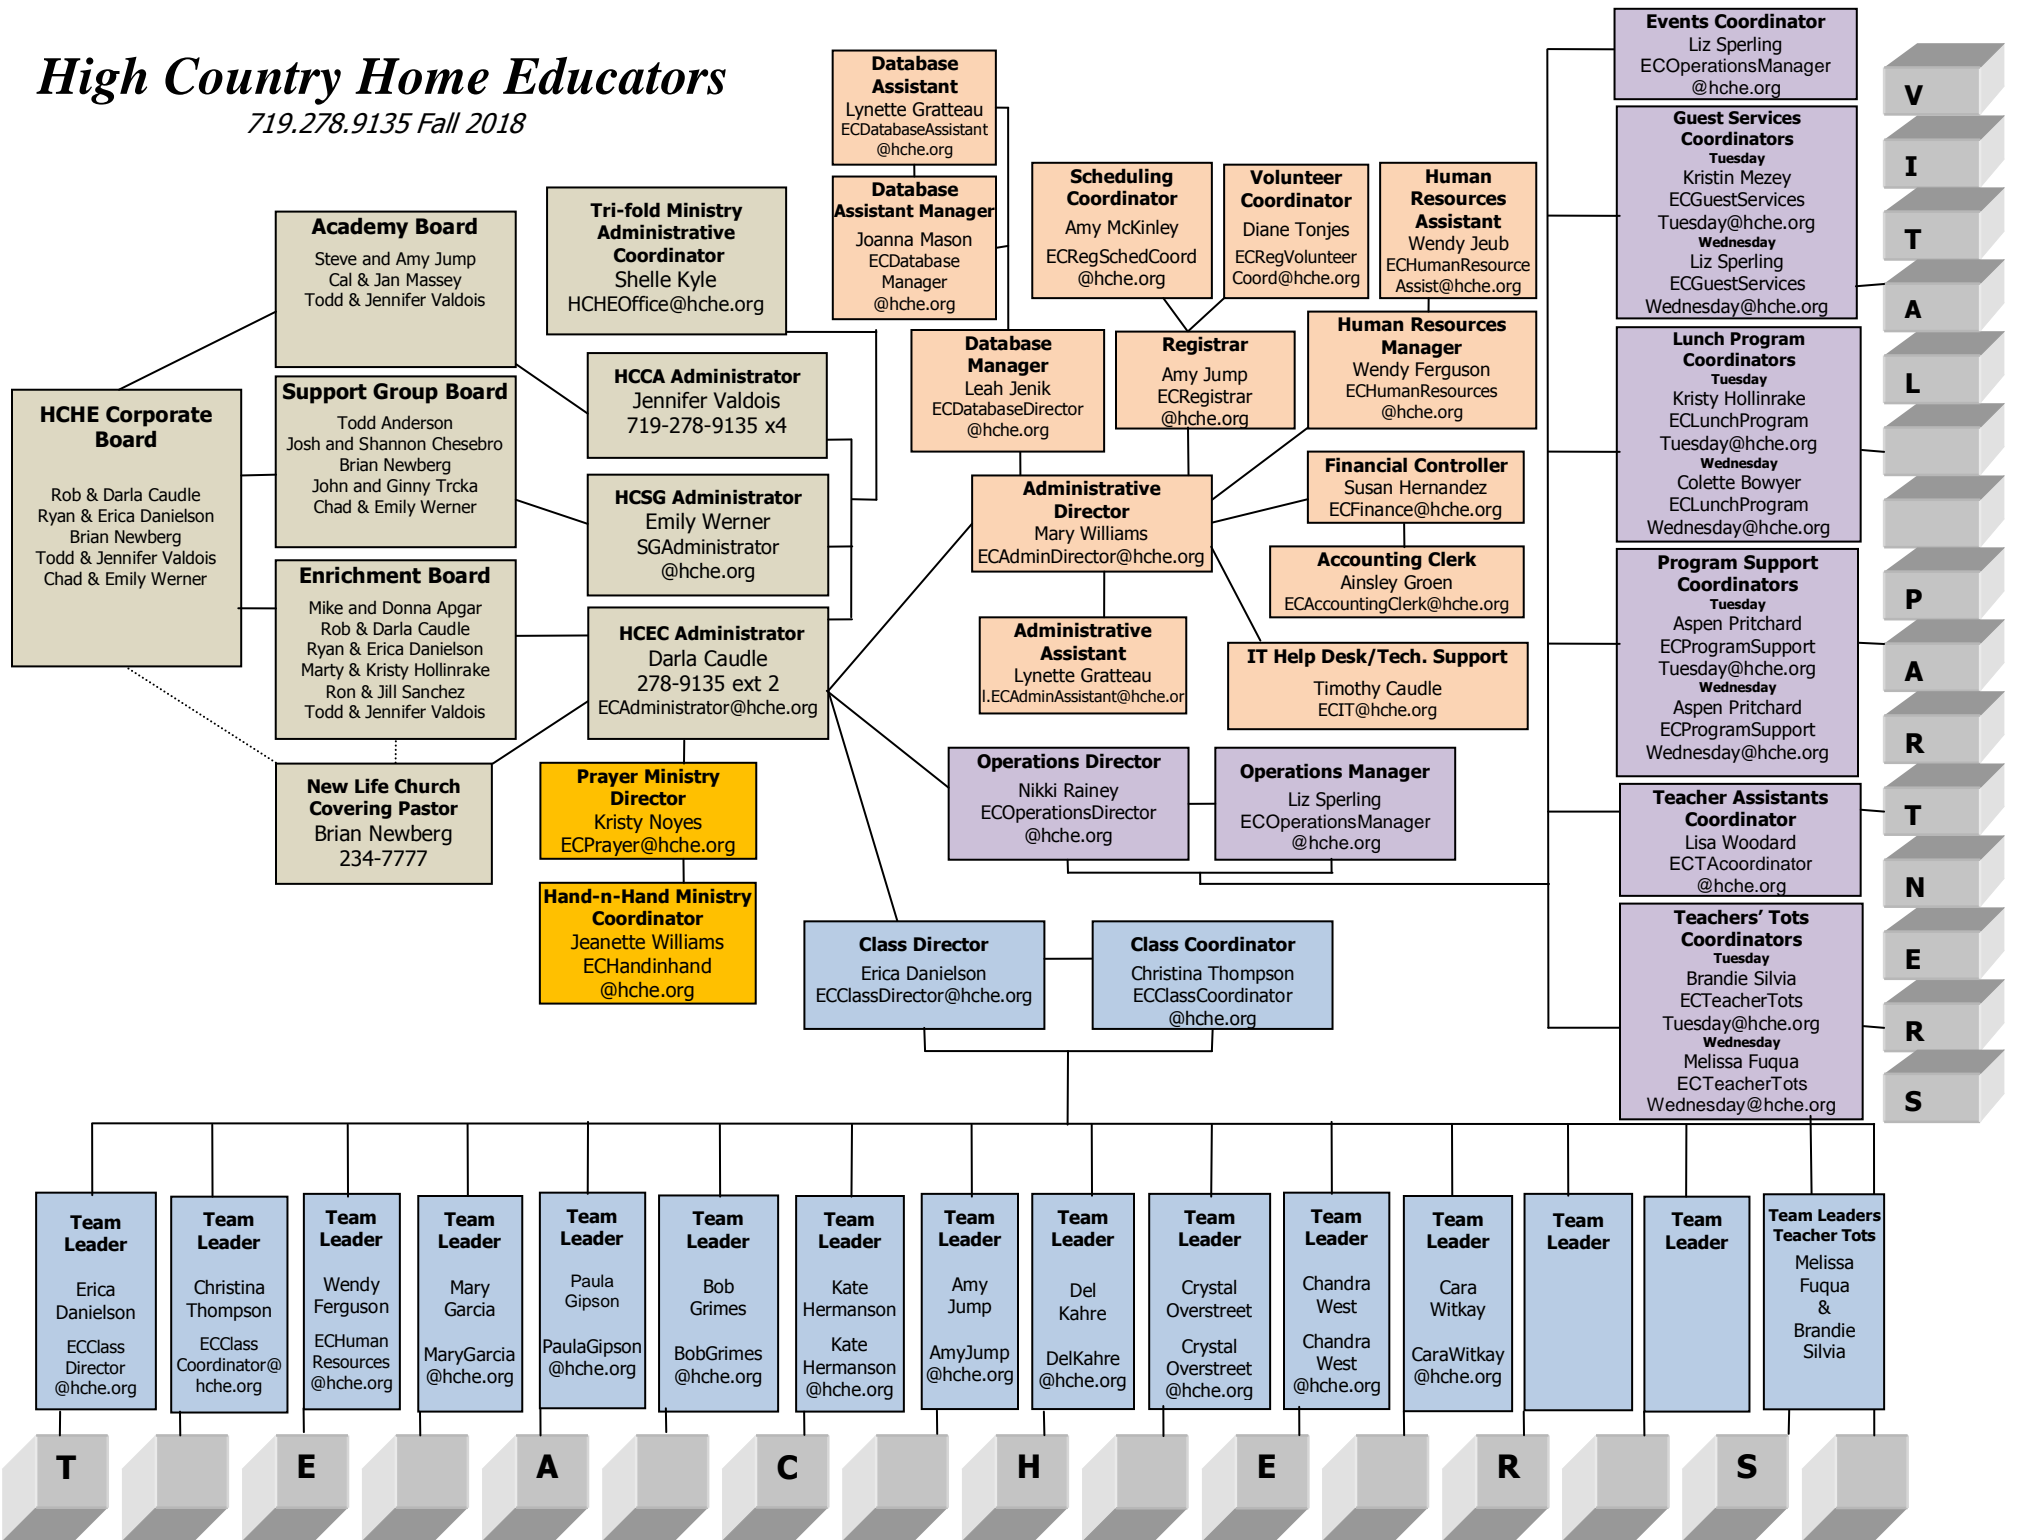 High Country Home Educators
719.278.9135 Fall 2018
Academy Board
Steve and Amy Jump
Cal & Jan Massey
Todd & Jennifer Valdois
HCHE Corporate
Board
Rob & Darla Caudle
Ryan & Erica Danielson
Brian Newberg
Todd & Jennifer Valdois
Chad & Emily Werner
Support Group Board
Todd Anderson
Josh and Shannon Chesebro
Brian Newberg
John and Ginny Trcka
Chad & Emily Werner
Enrichment Board
Mike and Donna Apgar
Rob & Darla Caudle
Ryan & Erica Danielson
Marty & Kristy Hollinrake
Ron & Jill Sanchez
Todd & Jennifer Valdois
New Life Church
Covering Pastor
Brian Newberg
234-7777
Tri-fold Ministry
Administrative
Coordinator
Shelle Kyle
HCHEOffice@hche.org
HCCA Administrator
Jennifer Valdois
719-278-9135 x4
HCSG Administrator
Emily Werner
SGAdministrator
@hche.org
HCEC Administrator
Darla Caudle
278-9135 ext 2
ECAdministrator@hche.org
Prayer Ministry
Director
Kristy Noyes
ECPrayer@hche.org
Hand-n-Hand Ministry
Coordinator
Jeanette Williams
ECHandinhand
@hche.org
Database
Assistant
Lynette Gratteau
ECDatabaseAssistant
@hche.org
Database
Assistant Manager
Joanna Mason
ECDatabase
Manager
@hche.org
Database
Manager
Leah Jenik
ECDatabaseDirector
@hche.org
Scheduling
Coordinator
Amy McKinley
ECRegSchedCoord
@hche.org
Volunteer
Coordinator
Diane Tonjes
ECRegVolunteer
Coord@hche.org
Registrar
Amy Jump
ECRegistrar
@hche.org
Human
Resources
Assistant
Wendy Jeub
ECHumanResource
Assist@hche.org
Human Resources
Manager
Wendy Ferguson
ECHumanResources
@hche.org
Administrative
Director
Mary Williams
ECAdminDirector@hche.org
Financial Controller
Susan Hernandez
ECFinance@hche.org
Accounting Clerk
Ainsley Groen
ECAccountingClerk@hche.org
Administrative
Assistant
Lynette Gratteau
l.ECAdminAssistant@hche.or
IT Help Desk/Tech. Support
Timothy Caudle
ECIT@hche.org
Operations Director
Nikki Rainey
ECOperationsDirector
@hche.org
Operations Manager
Liz Sperling
ECOperationsManager
@hche.org
Class Director
Erica Danielson
ECClassDirector@hche.org
Class Coordinator
Christina Thompson
ECClassCoordinator
@hche.org
Events Coordinator
Liz Sperling
ECOperationsManager
@hche.org
Guest Services
Coordinators
Tuesday
Kristin Mezey
ECGuestServices
Tuesday@hche.org
Wednesday
Liz Sperling
ECGuestServices
Wednesday@hche.org
Lunch Program
Coordinators
Tuesday
Kristy Hollinrake
ECLunchProgram
Tuesday@hche.org
Wednesday
Colette Bowyer
ECLunchProgram
Wednesday@hche.org
Program Support
Coordinators
Tuesday
Aspen Pritchard
ECProgramSupport
Tuesday@hche.org
Wednesday
Aspen Pritchard
ECProgramSupport
Wednesday@hche.org
Teacher Assistants
Coordinator
Lisa Woodard
ECTAcoordinator
@hche.org
Teachers’ Tots
Coordinators
Tuesday
Brandie Silvia
ECTeacherTots
Tuesday@hche.org
Wednesday
Melissa Fuqua
ECTeacherTots
Wednesday@hche.org
V
I
T
A
L
P
A
R
T
N
E
R
S
Team
Leader
Erica
Danielson
ECClass
Director
@hche.org
Team
Leader
Christina
Thompson
ECClass
Coordinator@
hche.org
Team
Leader
Wendy
Ferguson
ECHuman
Resources
@hche.org
Team
Leader
Mary
Garcia
MaryGarcia
@hche.org
Team
Leader
Paula
Gipson
PaulaGipson
@hche.org
Team
Leader
Bob
Grimes
BobGrimes
@hche.org
Team
Leader
Kate
Hermanson
Kate
Hermanson
@hche.org
Team
Leader
Amy
Jump
AmyJump
@hche.org
Team
Leader
Del
Kahre
DelKahre
@hche.org
Team
Leader
Crystal
Overstreet
Crystal
Overstreet
@hche.org
Team
Leader
Chandra
West
Chandra
West
@hche.org
Team
Leader
Cara
Witkay
CaraWitkay
@hche.org
Team
Leader
Team
Leader
Team Leaders
Teacher Tots
Melissa
Fuqua
&
Brandie
Silvia
T E A C H E R S